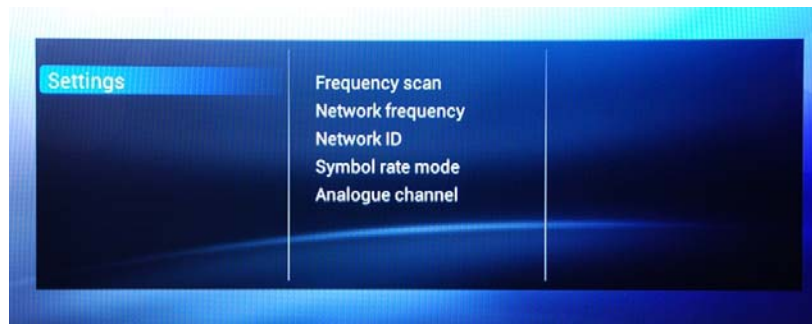 Settings
Frequency scan
Network frequency
Network ID
Symbol rate mode
Analogue channel